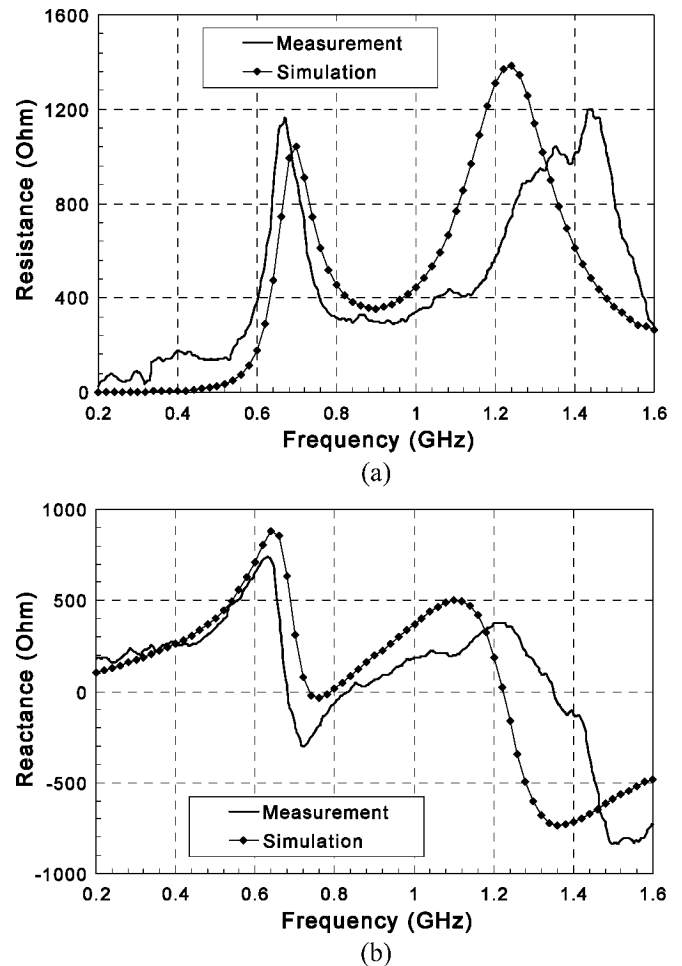 1600
1200
800
400
0
Resistance (Ohm)
Measurement
Simulation
0.2 0.4 0.6 0.8 1 1.2 1.4 1.6
Frequency (GHz)
(a)
1000
500
0
-500
-1000
Reactance (Ohm)
Measurement
Simulation
0.2 0.4 0.6 0.8 1 1.2 1.4 1.6
Frequency (GHz)
(b)